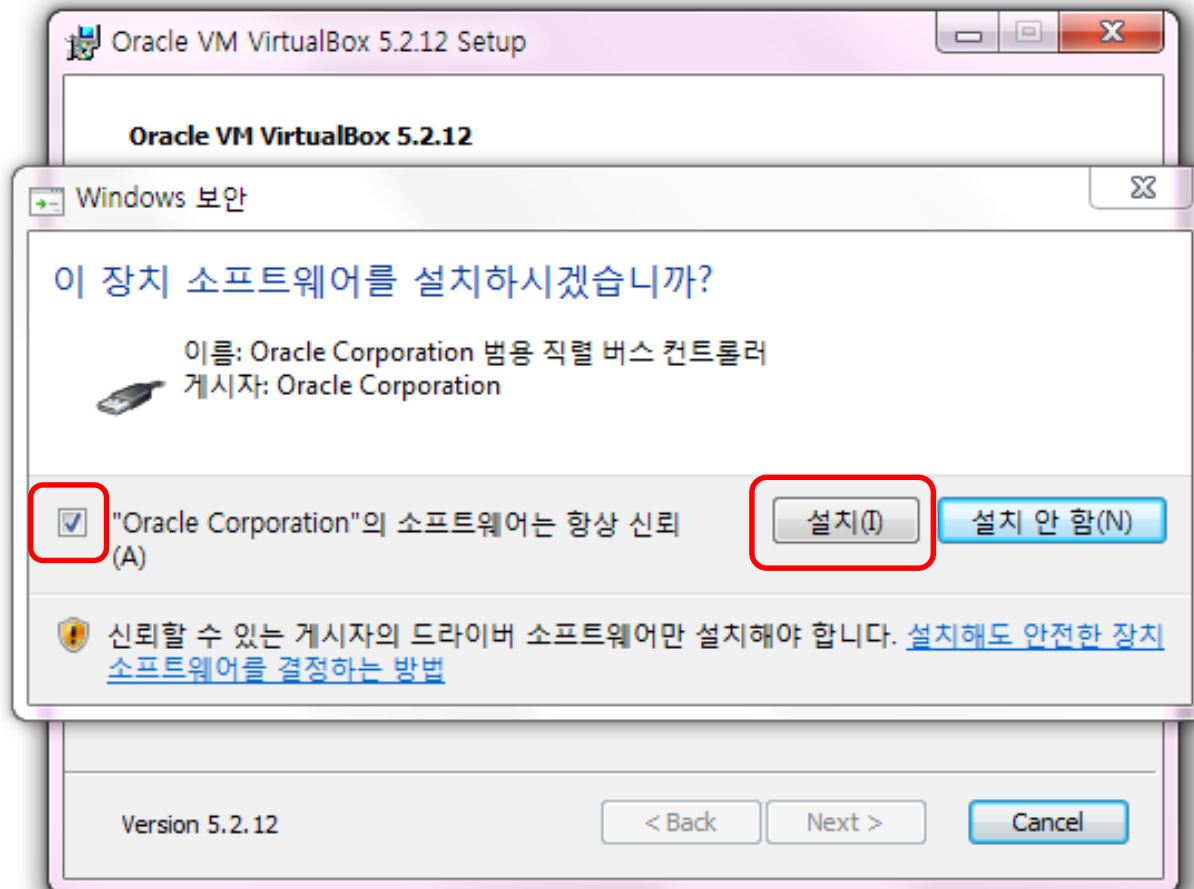 Oracle VM VirtualBox 5.2.12 Setup
Oracle VM VirtualBox 5.2.12
Windows 보안
이 장치 소프트웨어를 설치하시겠습니까?
이름: Oracle Corporation 범용 직렬 버스 컨트롤러
게시자: Oracle Corporation
"Oracle Corporation"의 소프트웨어는 항상 신뢰
(A)
설치(I)
설치 안 함(N)
신뢰할 수 있는 게시자의 드라이버 소프트웨어만 설치해야 합니다. 설치해도 안전한 장치
소프트웨어를 결정하는 방법
Version 5.2.12
< Back
Next >
Cancel